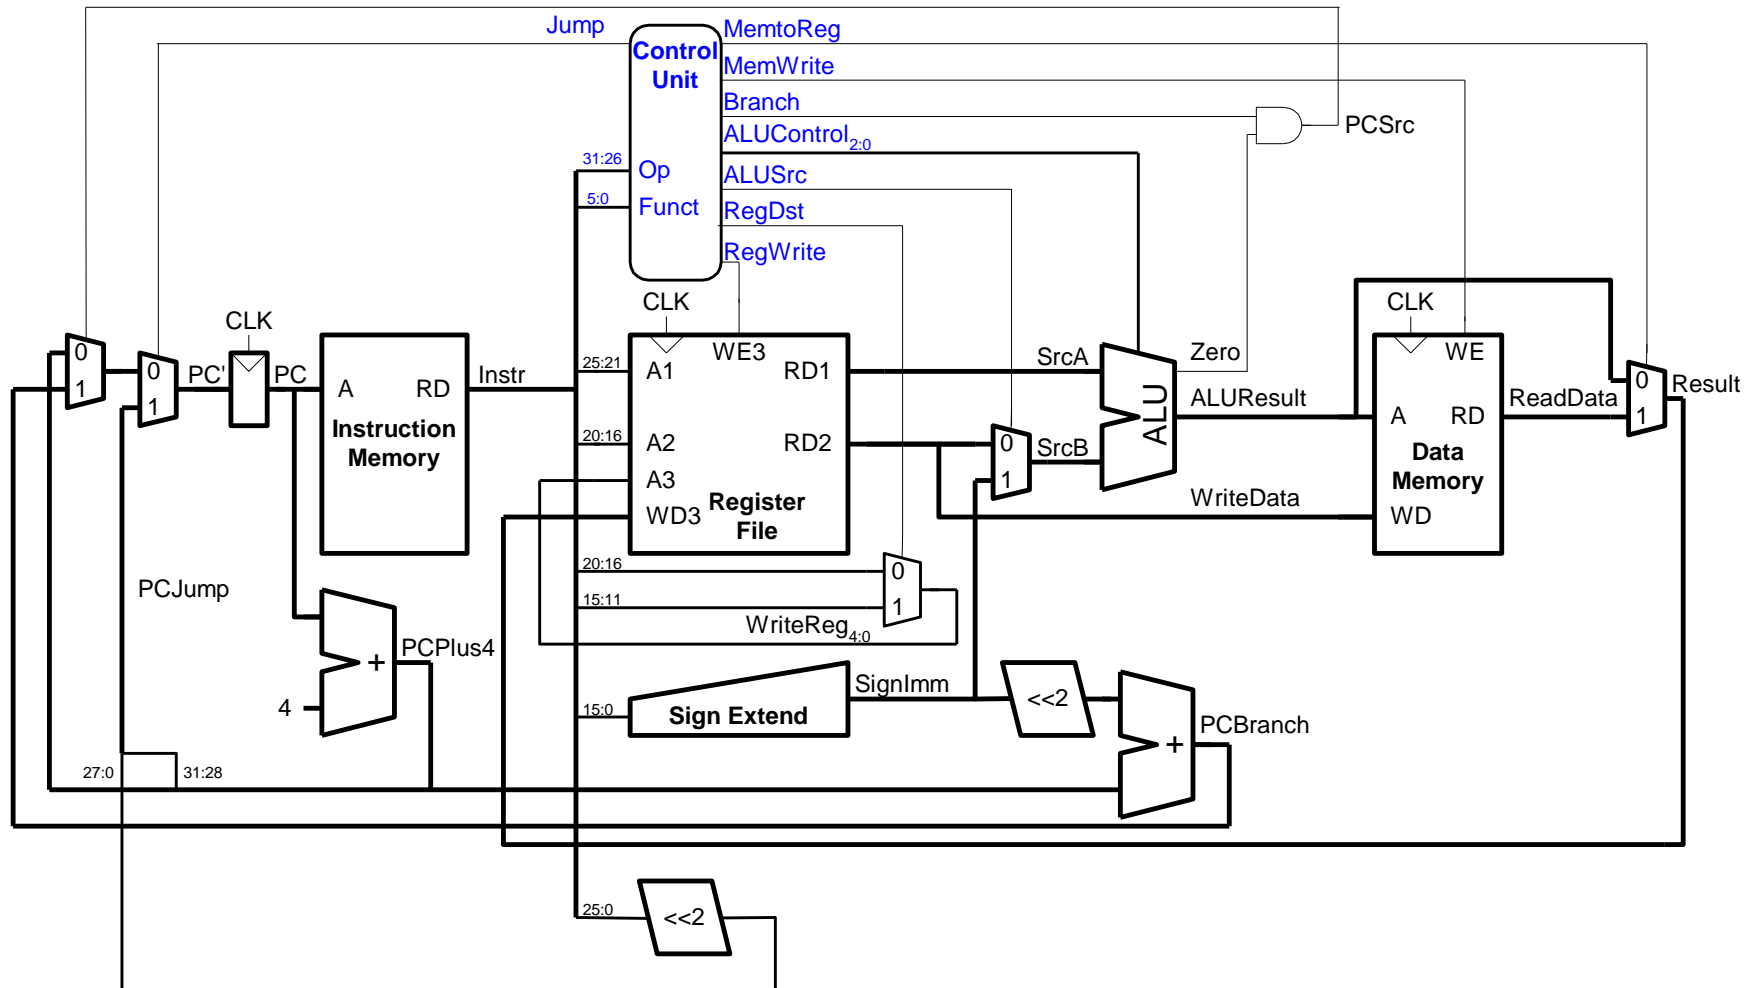 Jump
MemtoReg
Control
Unit
MemWrite
Branch
PCSrc
ALUControl2:0
31:26
Op
ALUSrc
5:0
Funct
RegDst
RegWrite
CLK
CLK
CLK
0
1
0
1
PC'
PC
A
RD
Instruction
Memory
Instr
25:21
A1
WE3
RD1
SrcA
Zero
ALU
ALUResult
WE
A
RD
ReadData
0
1
Result
20:16
A2
RD2
0
1
SrcB
Data
Memory
A3
Register
File
WD3
WriteData
WD
20:16
0
15:11
1
WriteReg4:0
PCJump
PCPlus4
+
4
15:0
Sign Extend
SignImm
<<2
PCBranch
+
27:0
31:28
25:0
<<2